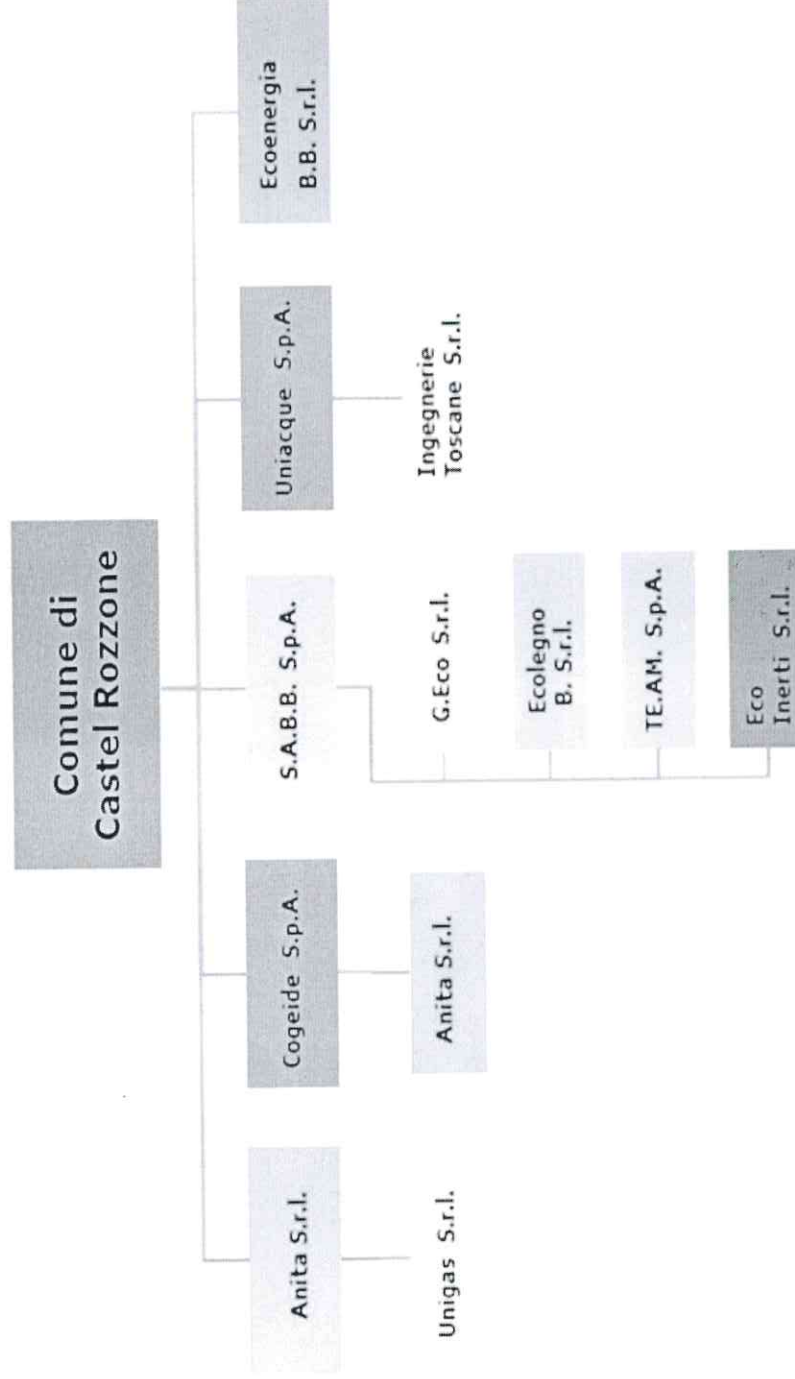 Comune di
Castel Rozzone
Anita S.r.l.
Cogeide S.p.A.
S.A.B.B. S.p.A.
Uniacque S.p.A.
Ecoenergia
B.B. S.r.l.
Unigas S.r.l.
Anita S.r.l.
G.Eco S.r.l.
Ecolegno
B. S.r.l.
TE.AM. S.p.A.
Eco
Inerti S.r.l.
Ingegnerie
Toscane S.r.l.